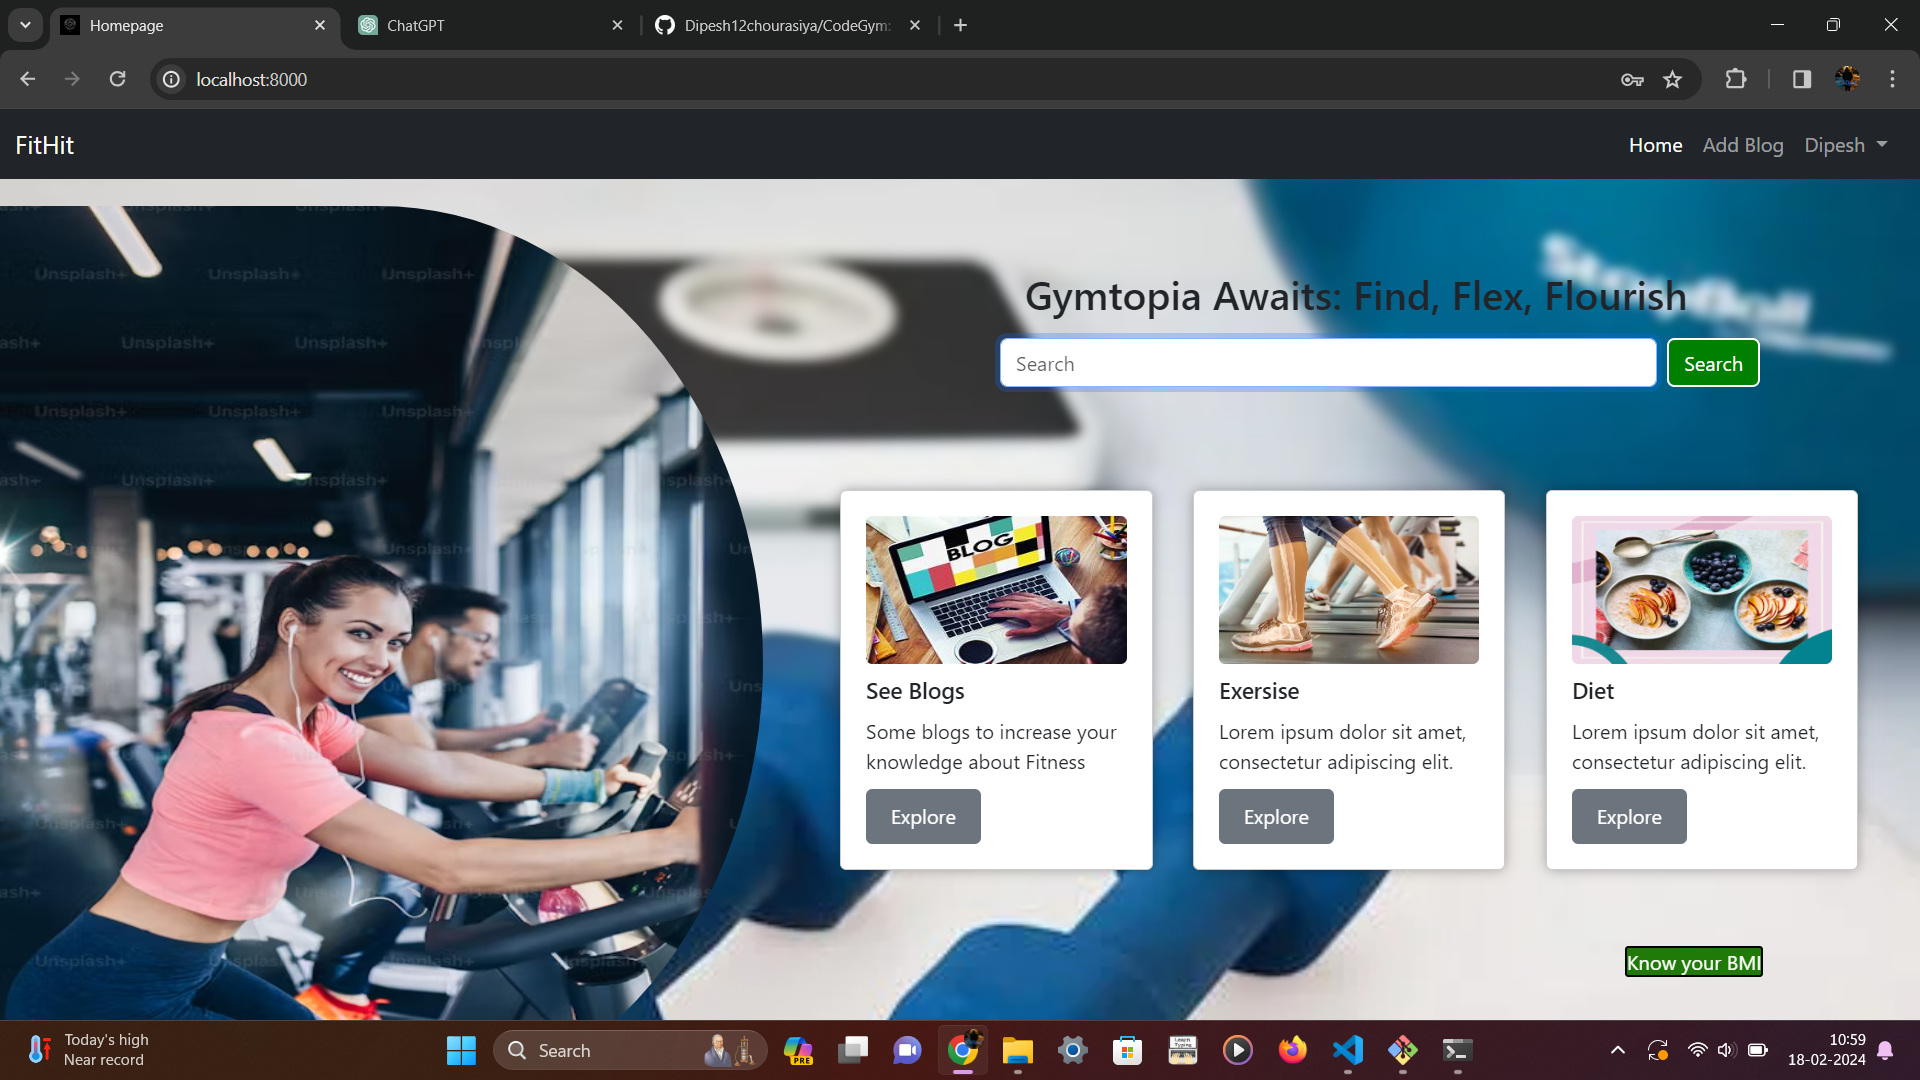 Homepage
ChatGPT
Dipesh12chourasiya/CodeGym:
localhost:8000
FitHit
Home
Add Blog
Dipesh
Gymtopia Awaits: Find, Flex, Flourish
Search
Search
BLOG
See Blogs
Some blogs to increase your
knowledge about Fitness
Explore
Exersise
Lorem ipsum dolor sit amet,
consectetur adipiscing elit.
Explore
Diet
Lorem ipsum dolor sit amet,
consectetur adipiscing elit.
Explore
Know your BMI
Unsplash+ Unsplash+ Unsplash+
Today's high
Near record
Search
PRE
10:59
18-02-2024